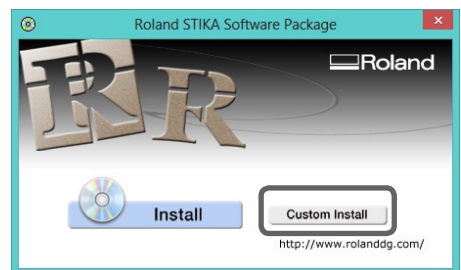 Roland STIKA Software Package
Roland
R R
Install
Custom Install
http://www.rolanddg.com/